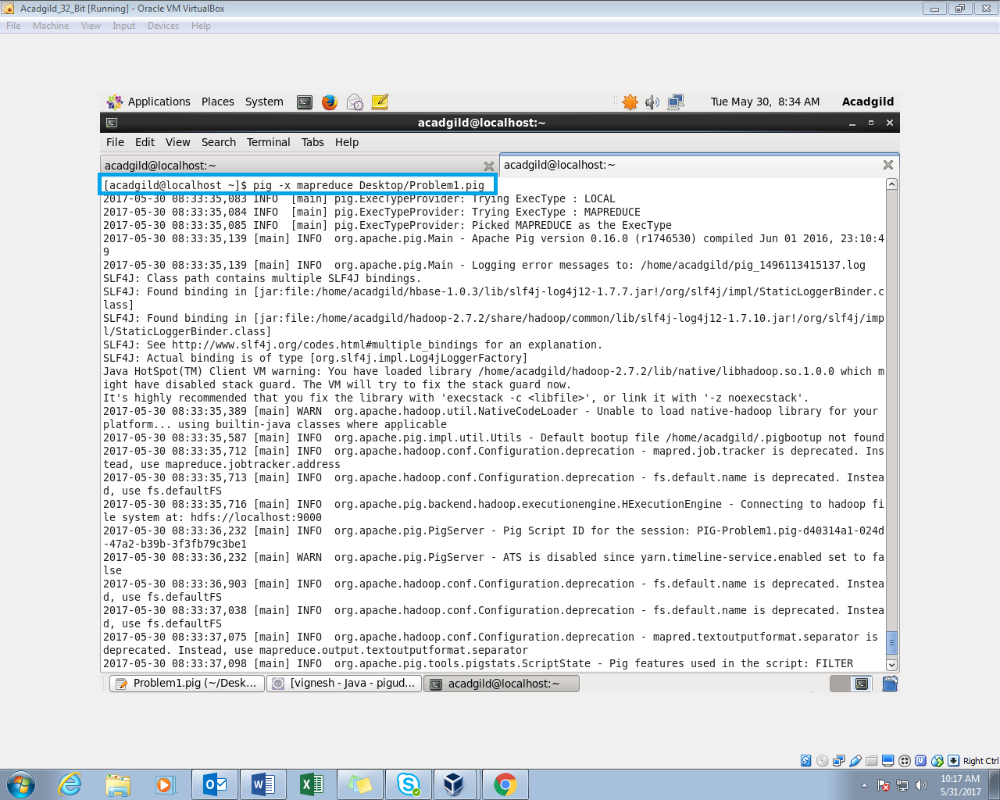 Acadgild_32_Bit [Running] - Oracle VM VirtualBox
File Machine View Input Devices Help
Applications Places System Tue May 30, 8:34 AM Acadgild
acadgild@localhost:~
File Edit View Search Terminal Tabs Help
acadgild@localhost:~ acadgild@localhost:~
[acadgild@localhost ~]$ pig -x mapreduce Desktop/Problem1.pig
2017-05-30 08:33:35,083 INFO  [main] pig.ExecTypeProvider: Trying ExecType : LOCAL
2017-05-30 08:33:35,084 INFO  [main] pig.ExecTypeProvider: Trying ExecType : MAPREDUCE
2017-05-30 08:33:35,085 INFO  [main] pig.ExecTypeProvider: Picked MAPREDUCE as the ExecType
2017-05-30 08:33:35,139 [main] INFO  org.apache.pig.Main - Apache Pig version 0.16.0 (r1746530) compiled Jun 01 2016, 23:10:4
9
2017-05-30 08:33:35,139 [main] INFO  org.apache.pig.Main - Logging error messages to: /home/acadgild/pig_1496113415137.log
SLF4J: Class path contains multiple SLF4J bindings.
SLF4J: Found binding in [jar:file:/home/acadgild/hbase-1.0.3/lib/slf4j-log4j12-1.7.7.jar!/org/slf4j/impl/StaticLoggerBinder.c
lass]
SLF4J: Found binding in [jar:file:/home/acadgild/hadoop-2.7.2/share/hadoop/common/lib/slf4j-log4j12-1.7.10.jar!/org/slf4j/imp
l/StaticLoggerBinder.class]
SLF4J: See http://www.slf4j.org/codes.html#multiple_bindings for an explanation.
SLF4J: Actual binding is of type [org.slf4j.impl.Log4jLoggerFactory]
Java HotSpot(TM) Client VM warning: You have loaded library /home/acadgild/hadoop-2.7.2/lib/native/libhadoop.so.1.0.0 which m
ight have disabled stack guard. The VM will try to fix the stack guard now.
It's highly recommended that you fix the library with 'execstack -c <libfile>', or link it with '-z noexecstack'.
2017-05-30 08:33:35,389 [main] WARN  org.apache.hadoop.util.NativeCodeLoader - Unable to load native-hadoop library for your
platform... using builtin-java classes where applicable
2017-05-30 08:33:35,587 [main] INFO  org.apache.pig.impl.util.Utils - Default bootup file /home/acadgild/.pigbootup not found
2017-05-30 08:33:35,712 [main] INFO  org.apache.hadoop.conf.Configuration.deprecation - mapred.job.tracker is deprecated. Ins
tead, use mapreduce.jobtracker.address
2017-05-30 08:33:35,713 [main] INFO  org.apache.hadoop.conf.Configuration.deprecation - fs.default.name is deprecated. Instea
d, use fs.defaultFS
2017-05-30 08:33:35,716 [main] INFO  org.apache.pig.backend.hadoop.executionengine.HExecutionEngine - Connecting to hadoop fi
le system at: hdfs://localhost:9000
2017-05-30 08:33:36,232 [main] INFO  org.apache.pig.PigServer - Pig Script ID for the session: PIG-Problem1.pig-d40314a1-024d
-47a2-b39b-3f3fb79c3be1
2017-05-30 08:33:36,232 [main] WARN  org.apache.pig.PigServer - ATS is disabled since yarn.timeline-service.enabled set to fa
lse
2017-05-30 08:33:36,903 [main] INFO  org.apache.hadoop.conf.Configuration.deprecation - fs.default.name is deprecated. Instea
d, use fs.defaultFS
2017-05-30 08:33:37,038 [main] INFO  org.apache.hadoop.conf.Configuration.deprecation - fs.default.name is deprecated. Instea
d, use fs.defaultFS
2017-05-30 08:33:37,075 [main] INFO  org.apache.hadoop.conf.Configuration.deprecation - mapred.textoutputformat.separator is
deprecated. Instead, use mapreduce.output.textoutputformat.separator
2017-05-30 08:33:37,098 [main] INFO  org.apache.pig.tools.pigstats.ScriptState - Pig features used in the script: FILTER
Problem1.pig (~/Desk... [vignesh - Java - pigud... acadgild@localhost:~
Right Ctrl
10:17 AM
5/31/2017